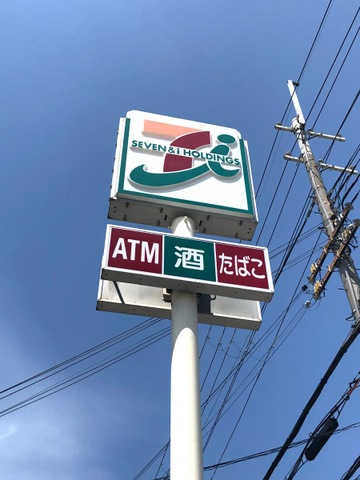 SEVEN & i HOLDINGS
ATM 酒 たばこ